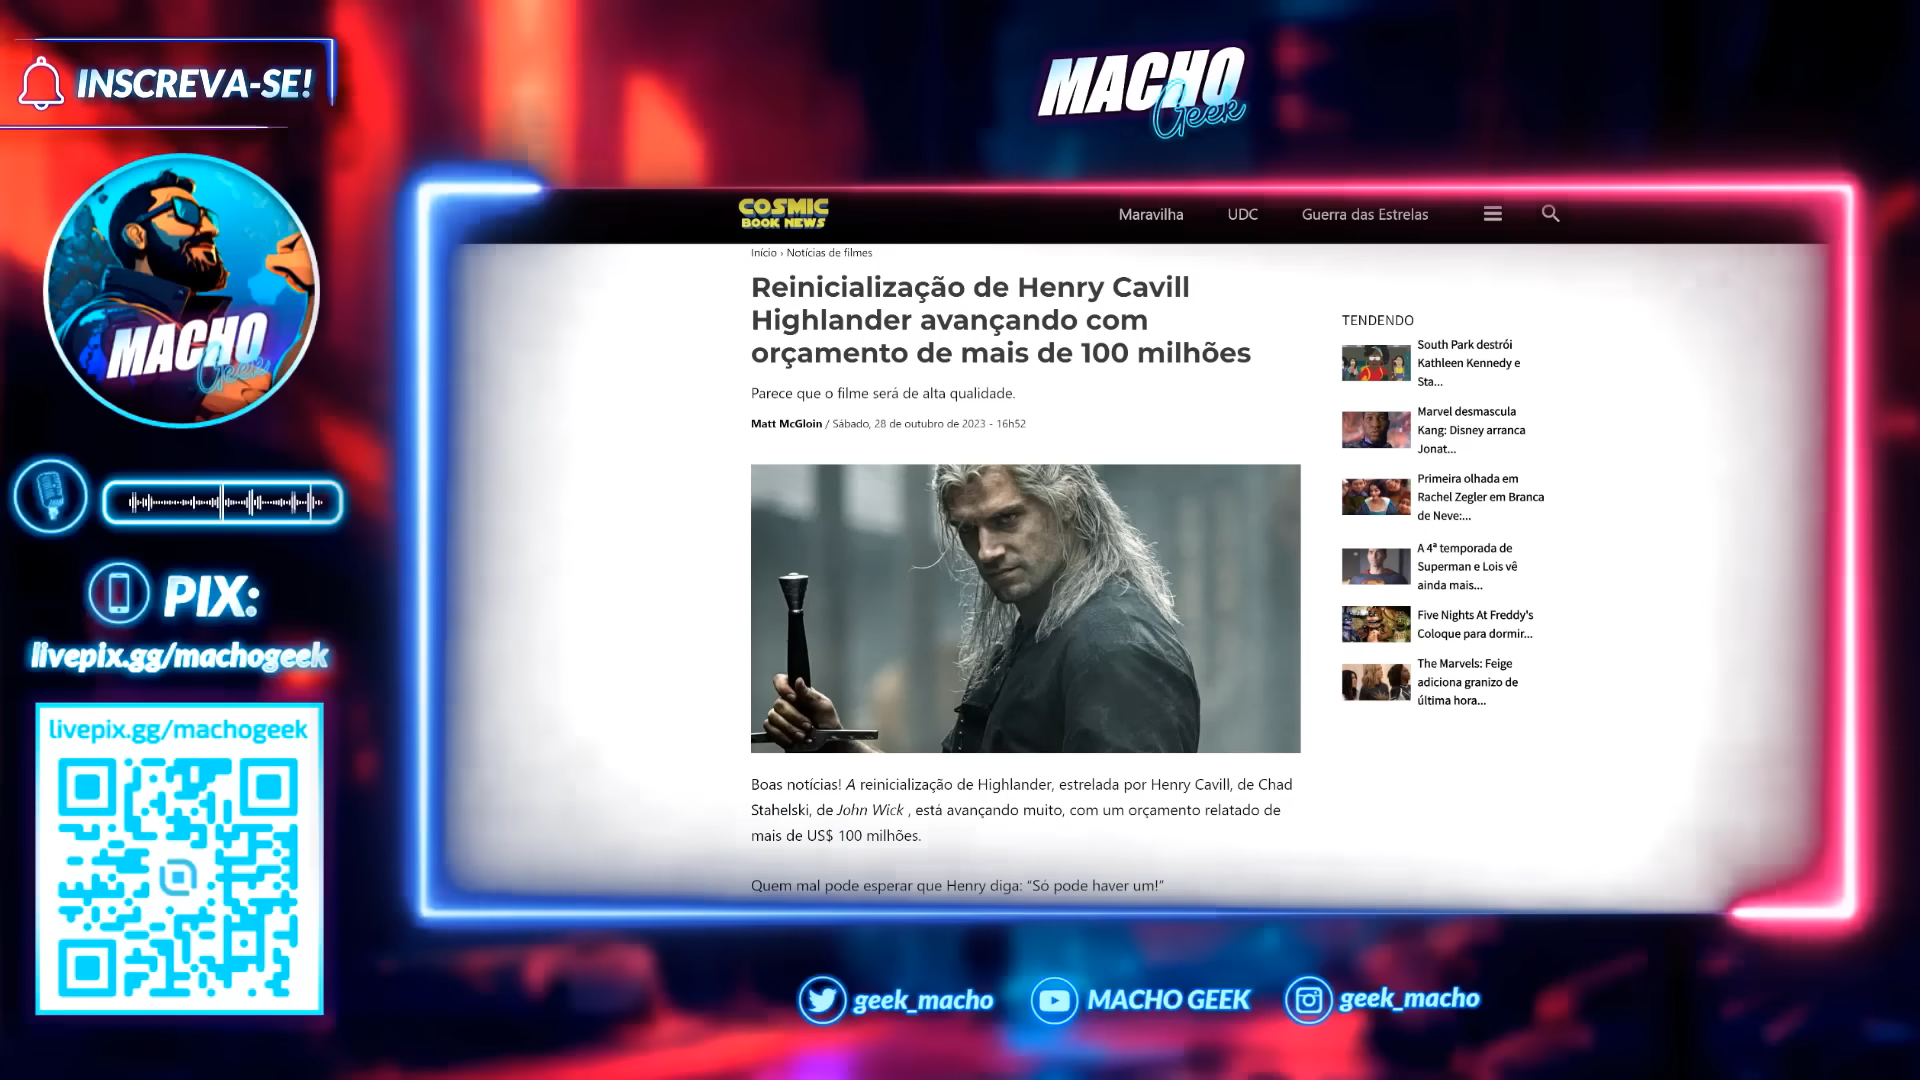 INSCREVA-SE!
MACHO
Geek
MACHO
Geek
PIX:
livepix.gg/machogeek
livepix.gg/machogeek
COSMIC
BOOK NEWS
Maravilha
UDC
Guerra das Estrelas
Início › Notícias de filmes
Reinicialização de Henry Cavill
Highlander avançando com
orçamento de mais de 100 milhões
Parece que o filme será de alta qualidade.
Matt McGloin / Sábado, 28 de outubro de 2023 - 16h52
Boas notícias! A reinicialização de Highlander, estrelada por Henry Cavill, de Chad
Stahelski, de John Wick , está avançando muito, com um orçamento relatado de
mais de US$ 100 milhões.
Quem mal pode esperar que Henry diga: “Só pode haver um!”
TENDENDO
South Park destrói
Kathleen Kennedy e
Sta...
Marvel desmascula
Kang: Disney arranca
Jonat...
Primeira olhada em
Rachel Zegler em Branca
de Neve:...
A 4ª temporada de
Superman e Lois vê
ainda mais...
Five Nights At Freddy's
Coloque para dormir...
The Marvels: Feige
adiciona granizo de
última hora...
geek_macho
MACHO GEEK
geek_macho